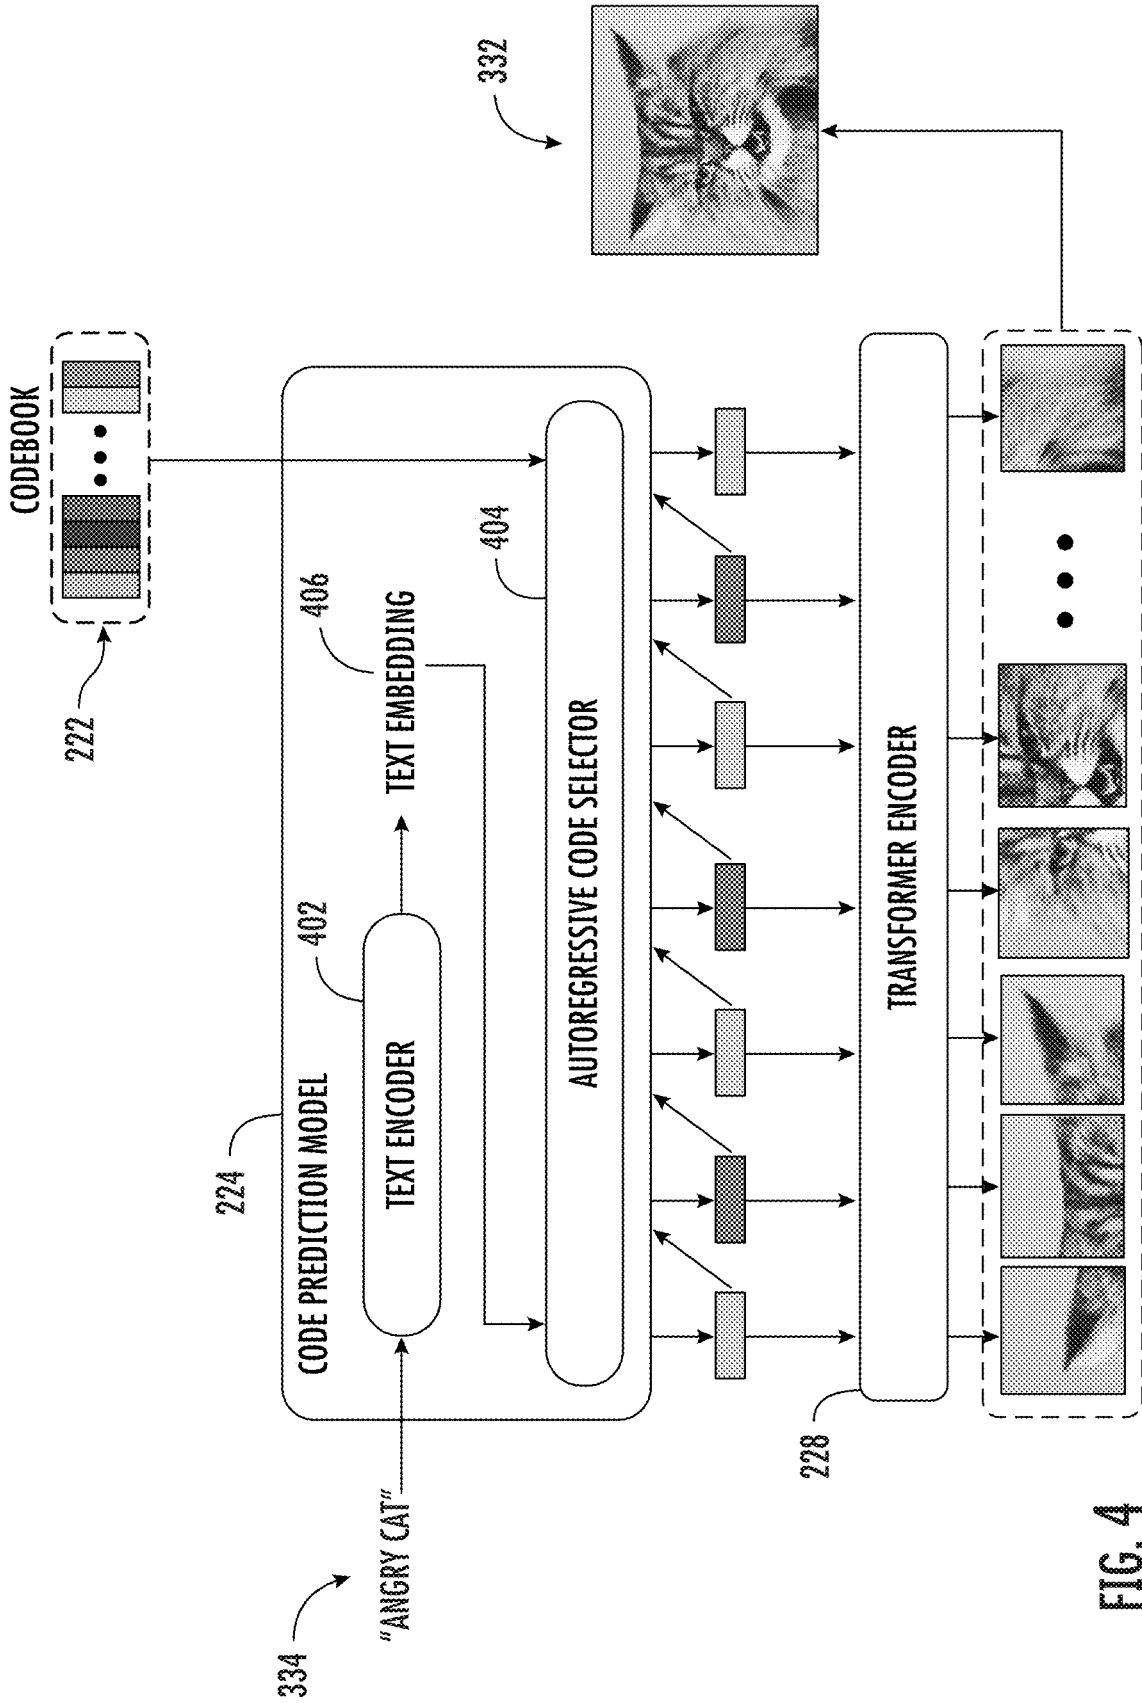 CODEBOOK
222
224
CODE PREDICTION MODEL
334
"ANGRY CAT"
402
TEXT ENCODER
406
TEXT EMBEDDING
404
AUTOREGRESSIVE CODE SELECTOR
332
228
TRANSFORMER ENCODER
FIG. 4